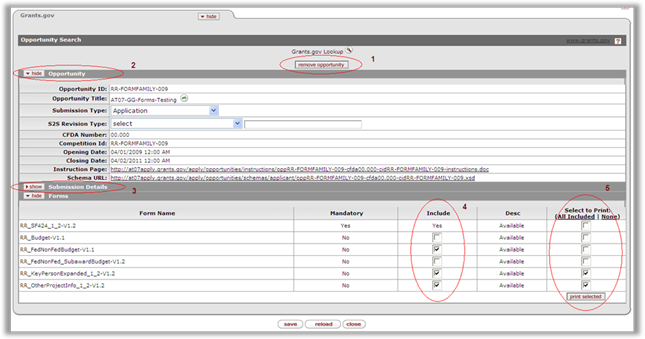 Grants.gov
hide
Opportunity Search www.grants.gov ?
Grants.gov Lookup
remove opportunity 1
2
hide Opportunity
Opportunity ID: RR-FORMFAMILY-009
Opportunity Title: AT07-GG-Forms-Testing
Submission Type: Application
S2S Revision Type: select
CFDA Number: 00.000
Competition Id: RR-FORMFAMILY-009
Opening Date: 04/01/2009 12:00 AM
Closing Date: 04/02/2011 12:00 AM
Instruction Page: http://at07apply.grants.gov/apply/opportunities/instructions/oppRR-FORMFAMILY-009-cfda00.000-cidRR-FORMFAMILY-009-instructions.doc
Schema URL: http://at07apply.grants.gov/apply/opportunities/schemas/applicant/oppRR-FORMFAMILY-009-cfda00.000-cidRR-FORMFAMILY-009.xsd
show Submission Details 3 5
hide Forms
4
Form Name Mandatory Include Desc Select to Print: (All Included | None)
RR_SF424_1_2-V1.2 Yes Yes Available
RR_Budget-V1.1 No Available
RR_FedNonFedBudget-V1.1 No Available
RR_FedNonFed_SubawardBudget-V1.2 No Available
RR_KeyPersonExpanded_1_2-V1.2 No Available
RR_OtherProjectInfo_1_2-V1.2 No Available
print selected
save reload close